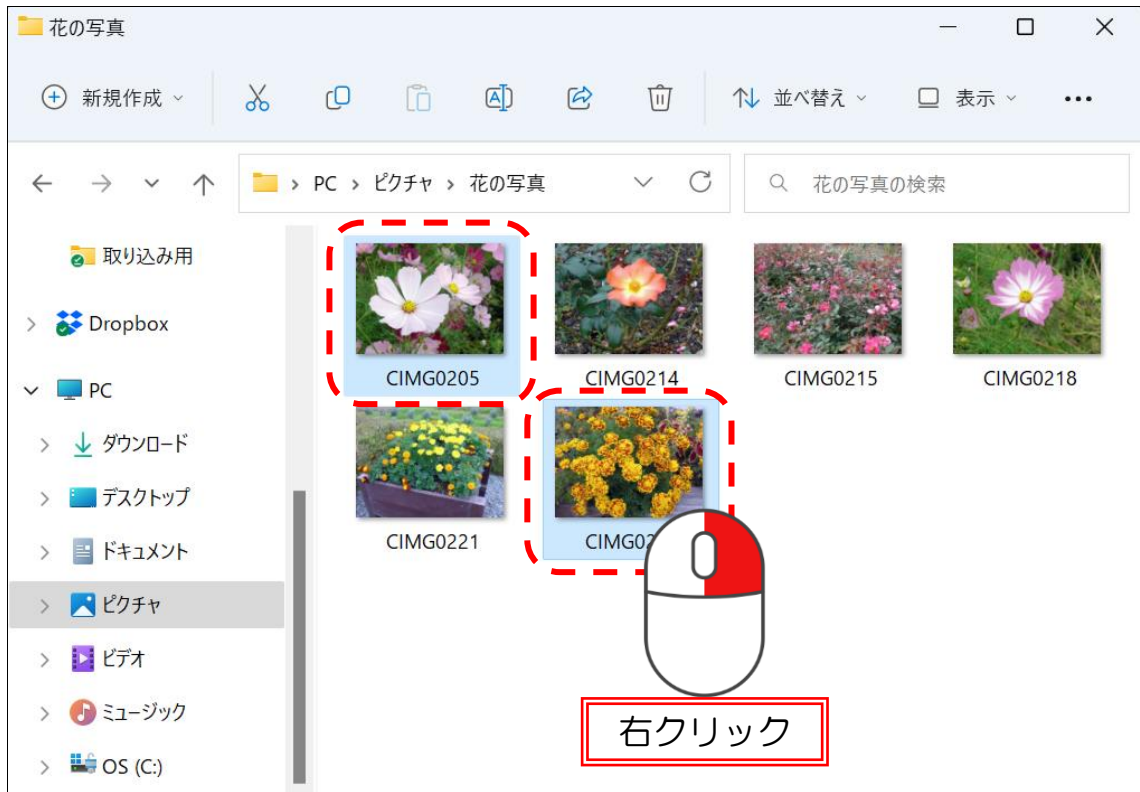 花の写真
新規作成
A
並べ替え
表示
PC › ピクチャ › 花の写真
花の写真の検索
取り込み用
Dropbox
PC
ダウンロード
デスクトップ
ドキュメント
ピクチャ
ビデオ
ミュージック
OS (C:)
CIMG0205
CIMG0214
CIMG0215
CIMG0218
CIMG0221
右クリック